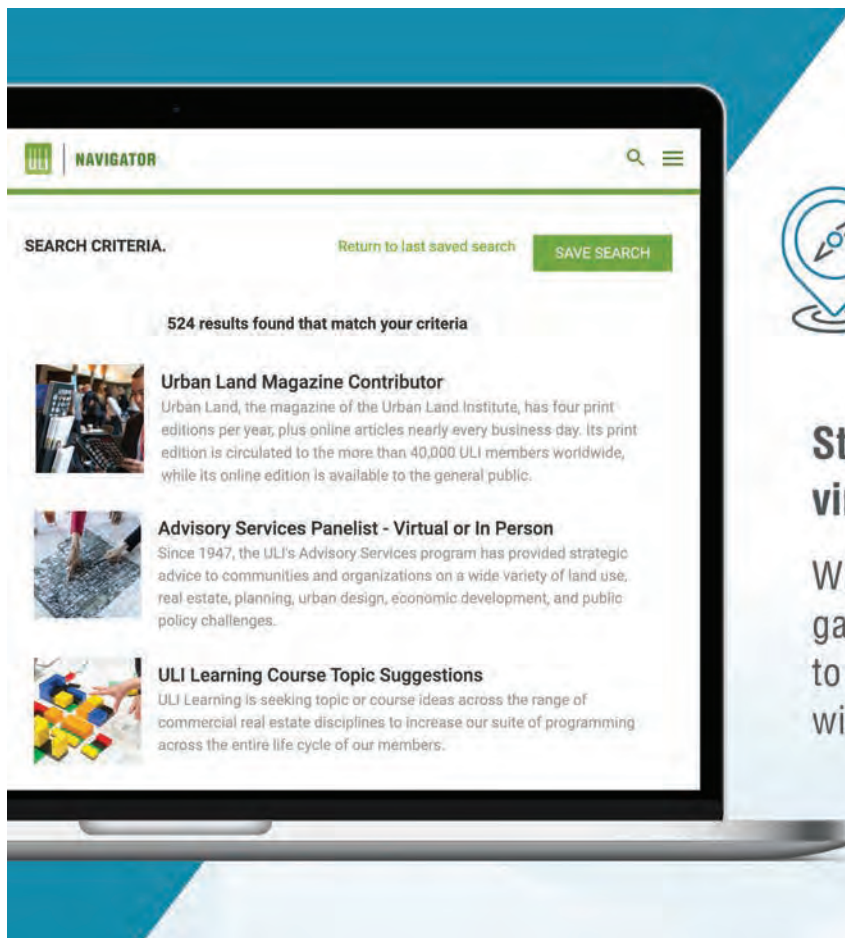 ULI NAVIGATOR
SEARCH CRITERIA.
Return to last saved search
SAVE SEARCH
524 results found that match your criteria
Urban Land Magazine Contributor
Urban Land, the magazine of the Urban Land Institute, has four print
editions per year, plus online articles nearly every business day. Its print
edition is circulated to the more than 40,000 ULI members worldwide,
while its online edition is available to the general public.
Advisory Services Panelist - Virtual or In Person
Since 1947, the ULI's Advisory Services program has provided strategic
advice to communities and organizations on a wide variety of land use,
real estate, planning, urban design, economic development, and public
policy challenges.
ULI Learning Course Topic Suggestions
ULI Learning is seeking topic or course ideas across the range of
commercial real estate disciplines to increase our suite of programming
across the entire life cycle of our members.
to